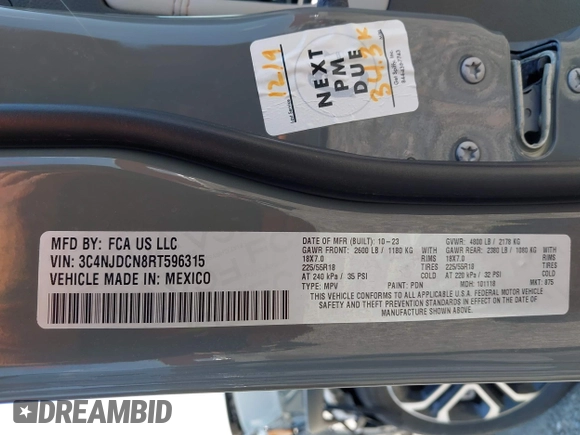 12/9
NEXT
PM
DUE
34.3K
MFD BY: FCA US LLC
VIN: 3C4NJDCN8RT596315
VEHICLE MADE IN: MEXICO
DATE OF MFR (BUILT): 10-23
GVWR: 4800 LB / 2178 KG
GAWR FRONT: 2600 LB / 1180 KG WITH
18X7.0 RIMS
225/55R18
AT 240 kPa / 35 PSI COLD
GAWR REAR: 2380 LB / 1080 KG WITH
18X7.0 RIMS
225/55R18
AT 220 kPa / 32 PSI COLD
TYPE: MPV PAINT: PDN MDH: 101118 MKT: 875
THIS VEHICLE CONFORMS TO ALL APPLICABLE U.S.A. FEDERAL MOTOR VEHICLE
SAFETY AND THEFT PREVENTION STANDARDS IN EFFECT ON THE DATE OF
MANUFACTURE SHOWN ABOVE.
DREAMBID